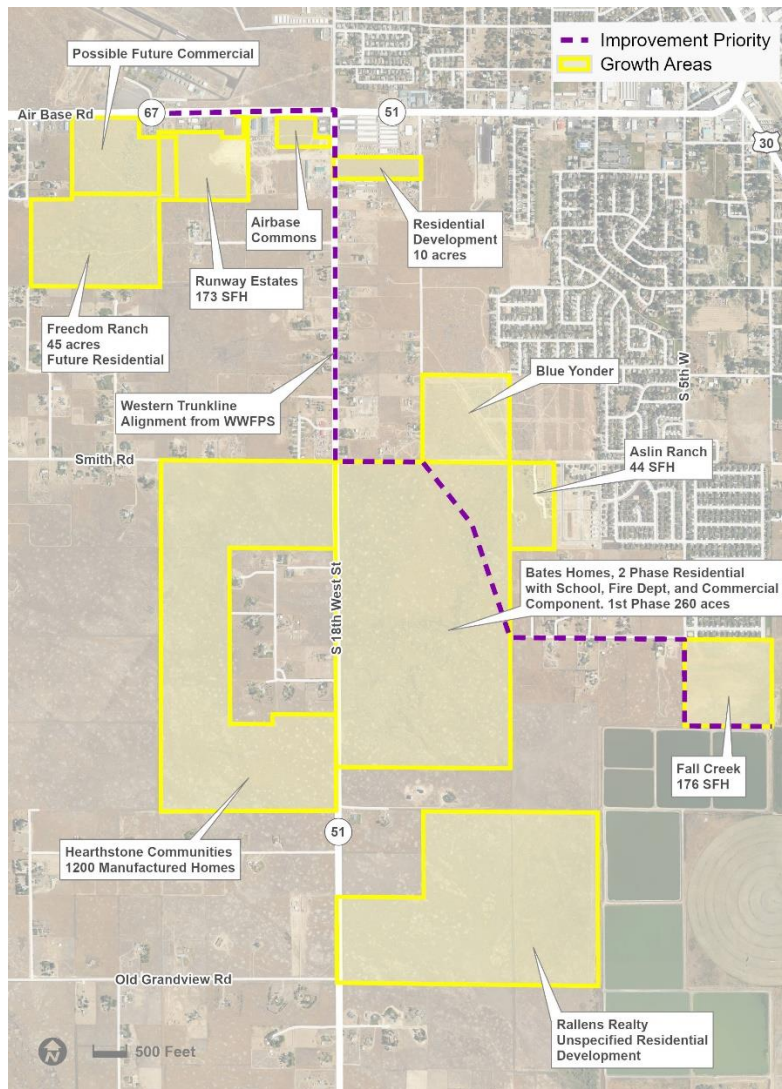 Possible Future Commercial
Improvement Priority
Growth Areas
Air Base Rd
67
51
30
Airbase
Commons
Residential
Development
10 acres
Runway Estates
173 SFH
Freedom Ranch
45 acres
Future Residential
S 5th W
Blue Yonder
Western Trunkline
Alignment from WWFPS
Smith Rd
Aslin Ranch
44 SFH
S 18th West St
Bates Homes, 2 Phase Residential
with School, Fire Dept, and Commercial
Component. 1st Phase 260 aces
Fall Creek
176 SFH
51
Hearthstone Communities
1200 Manufactured Homes
Old Grandview Rd
Rallens Realty
Unspecified Residential
Development
N
500 Feet